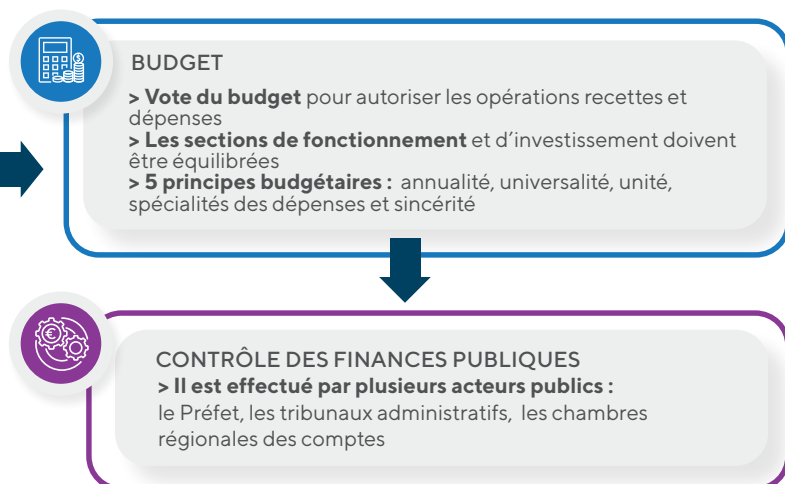 BUDGET
> Vote du budget pour autoriser les opérations recettes et
dépenses
> Les sections de fonctionnement et d'investissement doivent
être équilibrées
> 5 principes budgétaires : annualité, universalité, unité,
spécialités des dépenses et sincérité
CONTRÔLE DES FINANCES PUBLIQUES
> Il est effectué par plusieurs acteurs publics :
le Préfet, les tribunaux administratifs, les chambres
régionales des comptes